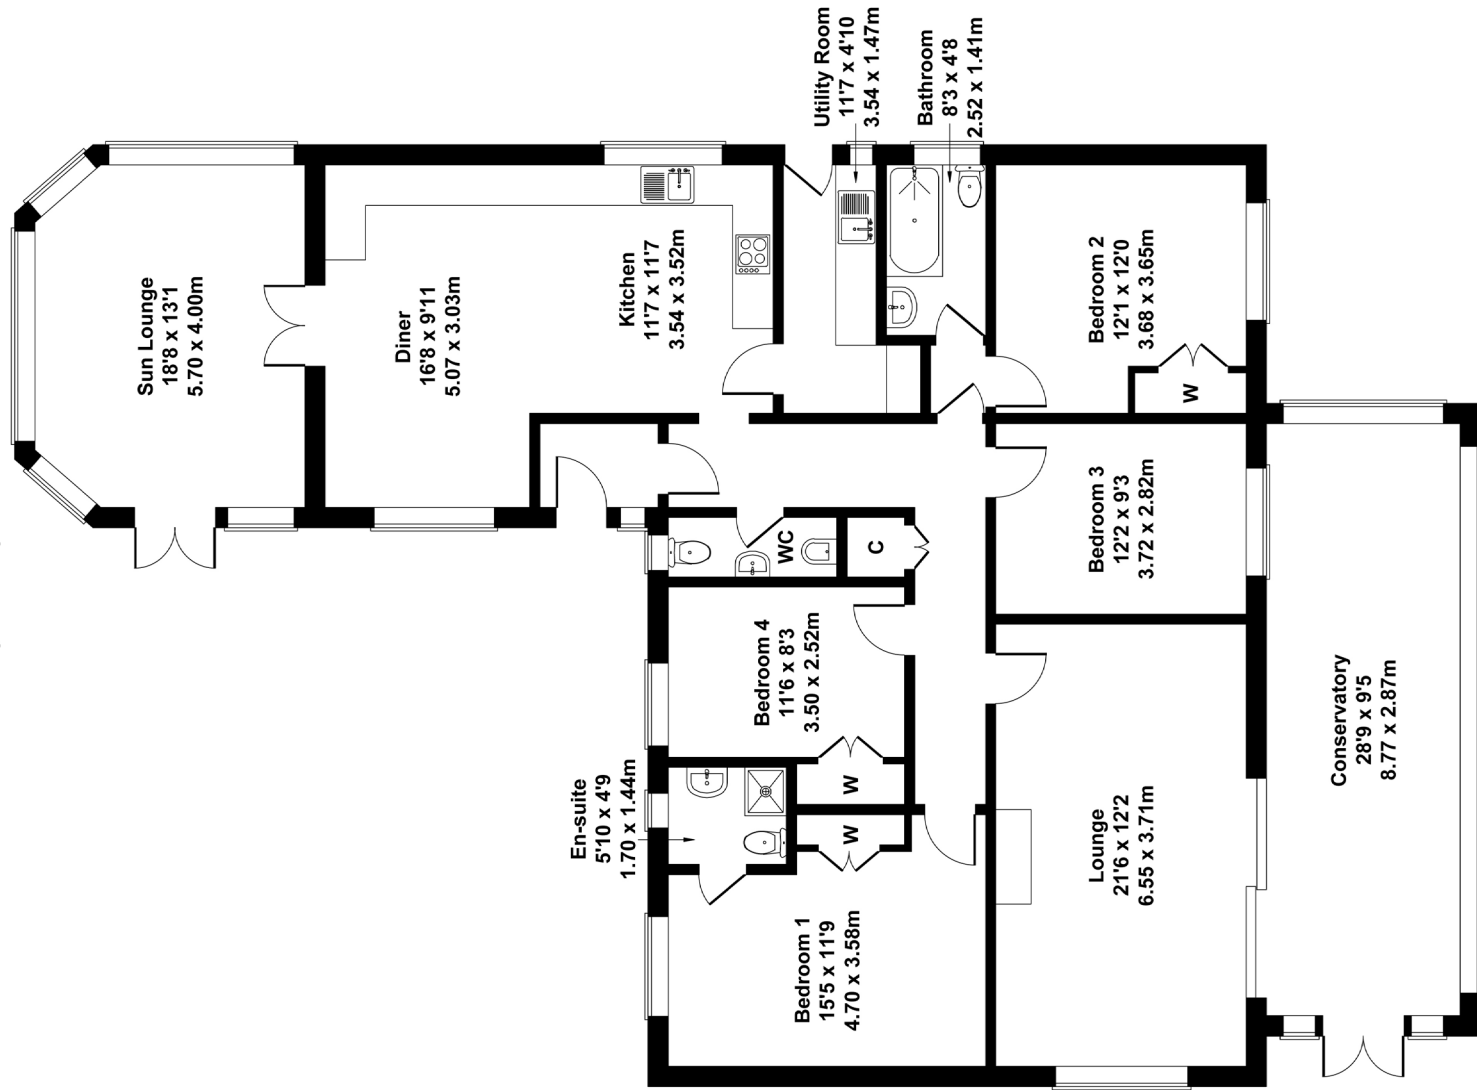 Sun Lounge
18'8 x 13'1
5.70 x 4.00m
Diner
16'8 x 9'11
5.07 x 3.03m
Kitchen
11'7 x 11'7
3.54 x 3.52m
Utility Room
11'7 x 4'10
3.54 x 1.47m
Bathroom
8'3 x 4'8
2.52 x 1.41m
Bedroom 2
12'1 x 12'0
3.68 x 3.65m
W
Bedroom 3
12'2 x 9'3
3.72 x 2.82m
WC
C
Bedroom 4
11'6 x 8'3
3.50 x 2.52m
W
En-suite
5'10 x 4'9
1.70 x 1.44m
W
Bedroom 1
15'5 x 11'9
4.70 x 3.58m
Lounge
21'6 x 12'2
6.55 x 3.71m
Conservatory
28'9 x 9'5
8.77 x 2.87m